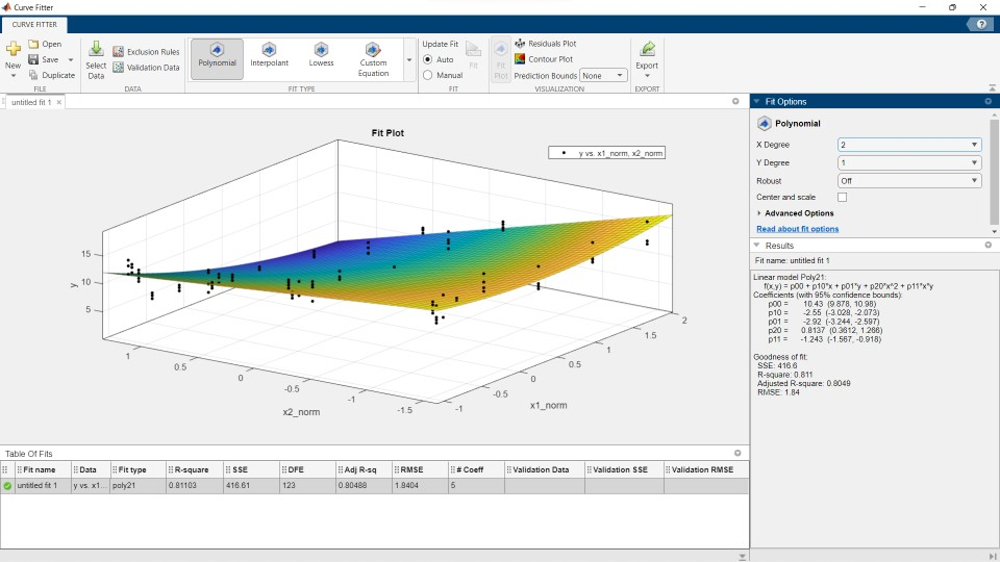 Curve Fitter
CURVE FITTER
New
Open
Save
Duplicate
FILE
Select Data
Exclusion Rules
Validation Data
DATA
Polynomial
Interpolant
Lowess
Custom Equation
FIT TYPE
Update Fit
Auto
Manual
Fit
FIT
Fit Plot
Residuals Plot
Contour Plot
Prediction Bounds None
VISUALIZATION
Export
EXPORT
untitled fit 1
Fit Plot
y vs. x1_norm, x2_norm
15
10
5
y
1
0.5
0
-0.5
-1
-1.5
x2_norm
-1
-0.5
0
0.5
1
1.5
2
x1_norm
Fit Options
Polynomial
X Degree 2
Y Degree 1
Robust Off
Center and scale
Advanced Options
Read about fit options
Results
Fit name: untitled fit 1
Linear model Poly21:
f(x,y) = p00 + p10*x + p01*y + p20*x^2 + p11*x*y
Coefficients (with 95% confidence bounds):
p00 = 10.43 (9.878, 10.98)
p10 = -2.55 (-3.028, -2.073)
p01 = -2.92 (-3.244, -2.597)
p20 = 0.8137 (0.3612, 1.266)
p11 = -1.243 (-1.567, -0.918)
Goodness of fit:
SSE: 416.6
R-square: 0.811
Adjusted R-square: 0.8049
RMSE: 1.84
Table Of Fits
Fit name Data Fit type R-square SSE DFE Adj R-sq RMSE # Coeff Validation Data Validation SSE Validation RMSE
untitled fit 1 y vs. x1... poly21 0.81103 416.61 123 0.80488 1.8404 5